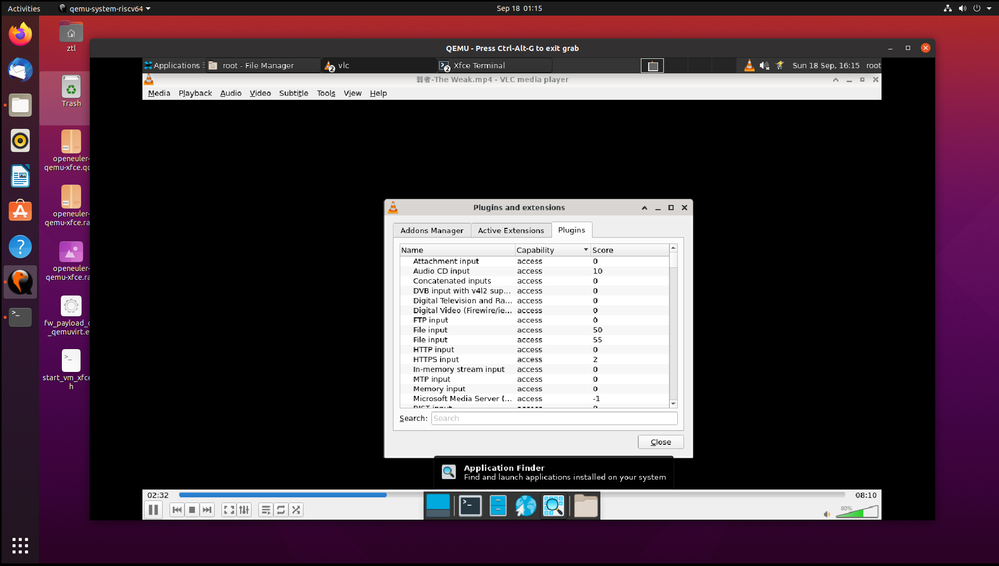 Activities
qemu-system-riscv64
Sep 18 01:15
ztl
Trash
openeuler-
qemu-xfce.qc
openeuler-
qemu-xfce.ra
openeuler-
qemu-xfce.ra
fw_payload_o
_qemuvirt.e
start_vm_xfce
h
QEMU - Press Ctrl-Alt-G to exit grab
Applications
root - File Manager
2
vlc
2
Xfce Terminal
Sun 18 Sep, 16:15
root
弱者-The Weak.mp4 - VLC media player
Media Playback Audio Video Subtitle Tools View Help
Plugins and extensions
Addons Manager
Active Extensions
Plugins
Name Capability Score
Attachment input access 0
Audio CD input access 10
Concatenated inputs access 0
DVB input with v4l2 sup... access 0
Digital Television and Ra... access 0
Digital Video (Firewire/ie... access 0
FTP input access 0
File input access 50
File input access 55
HTTP input access 0
HTTPS input access 2
In-memory stream input access 0
MTP input access 0
Memory input access 0
Microsoft Media Server (... access -1
Search: Search
Close
Application Finder
Find and launch applications installed on your system
02:32
08:10
80%